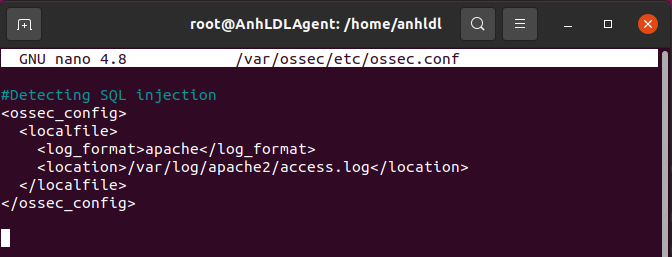 root@AnhLDLAgent: /home/anhldl
GNU nano 4.8 /var/ossec/etc/ossec.conf
#Detecting SQL injection
<ossec_config>
  <localfile>
    <log_format>apache</log_format>
    <location>/var/log/apache2/access.log</location>
  </localfile>
</ossec_config>